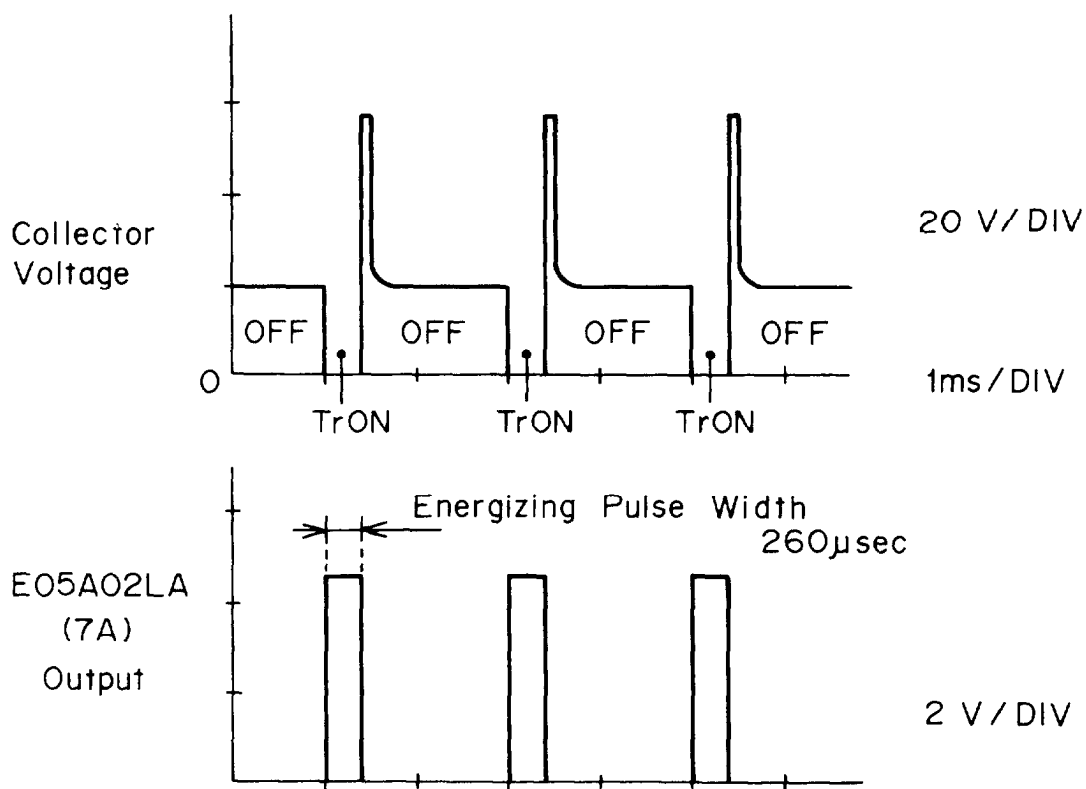 Collector
Voltage
20 V/DIV
OFF
OFF
OFF
OFF
0
1ms/DIV
TrON
TrON
TrON
Energizing Pulse Width
260µsec
E05A02LA
(7A)
Output
2 V/DIV